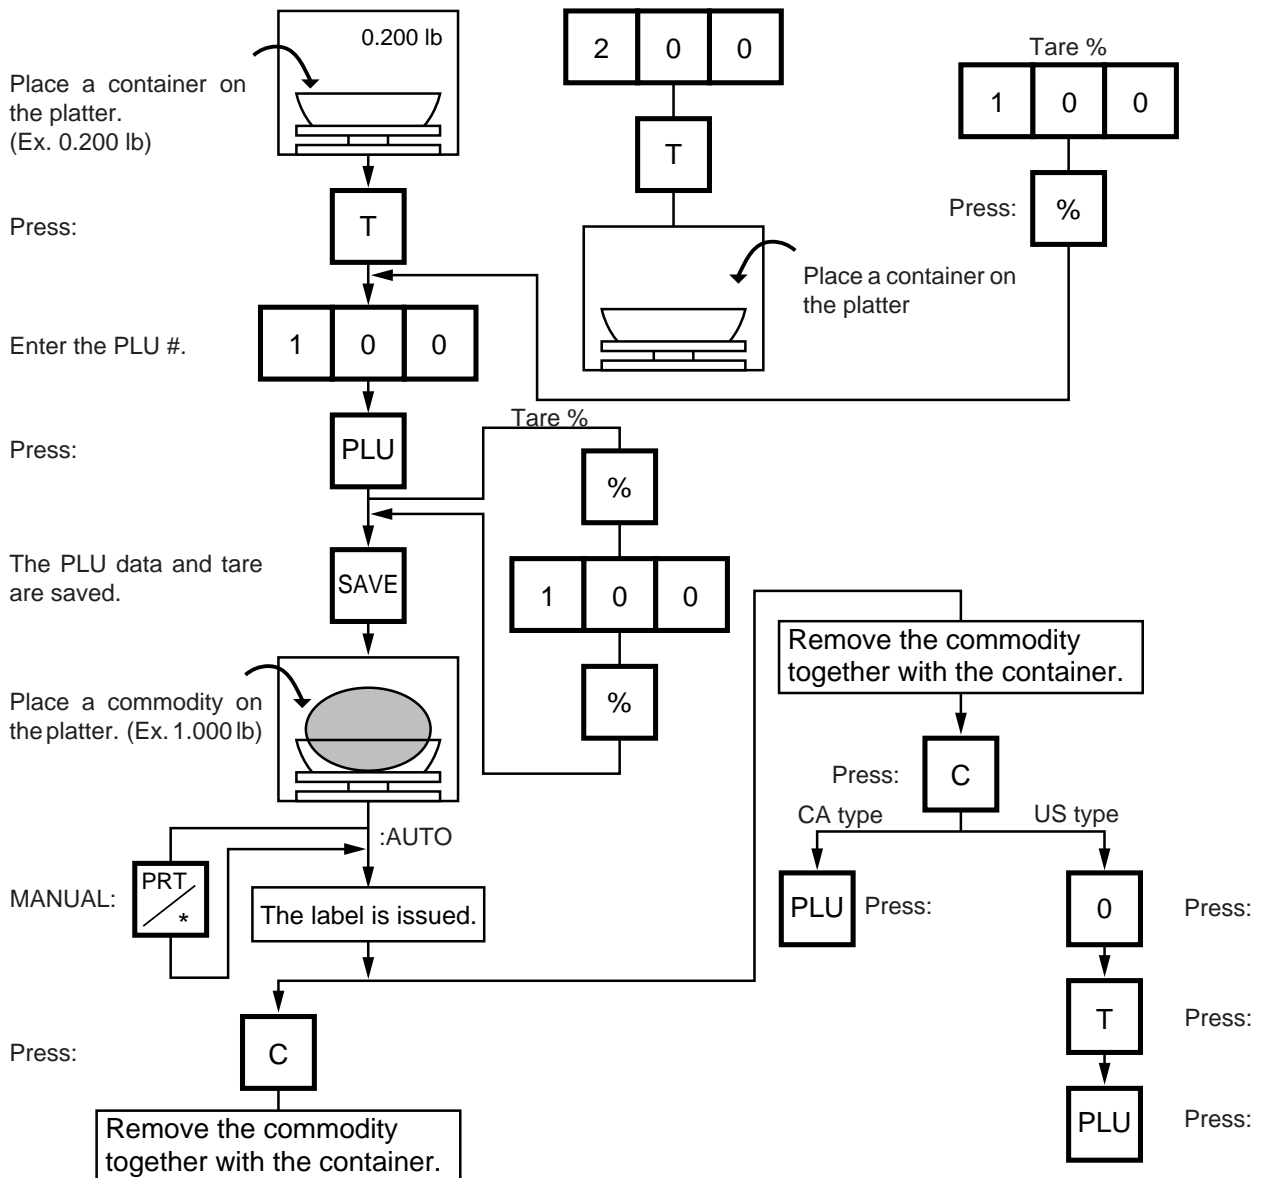 0.200 lb
Place a container on
the platter.
(Ex. 0.200 lb)
Press:
T
Enter the PLU #.
1 0 0
Press:
PLU
The PLU data and tare
are saved.
SAVE
Place a commodity on
the platter. (Ex. 1.000 lb)
:AUTO
MANUAL:
PRT
*
The label is issued.
Press:
C
Remove the commodity
together with the container.
2 0 0
T
Place a container on
the platter
Tare %
1 0 0
Press:
%
Tare %
%
1 0 0
%
Remove the commodity
together with the container.
Press:
C
CA type
US type
PLU
Press:
0
Press:
T
Press:
PLU
Press: